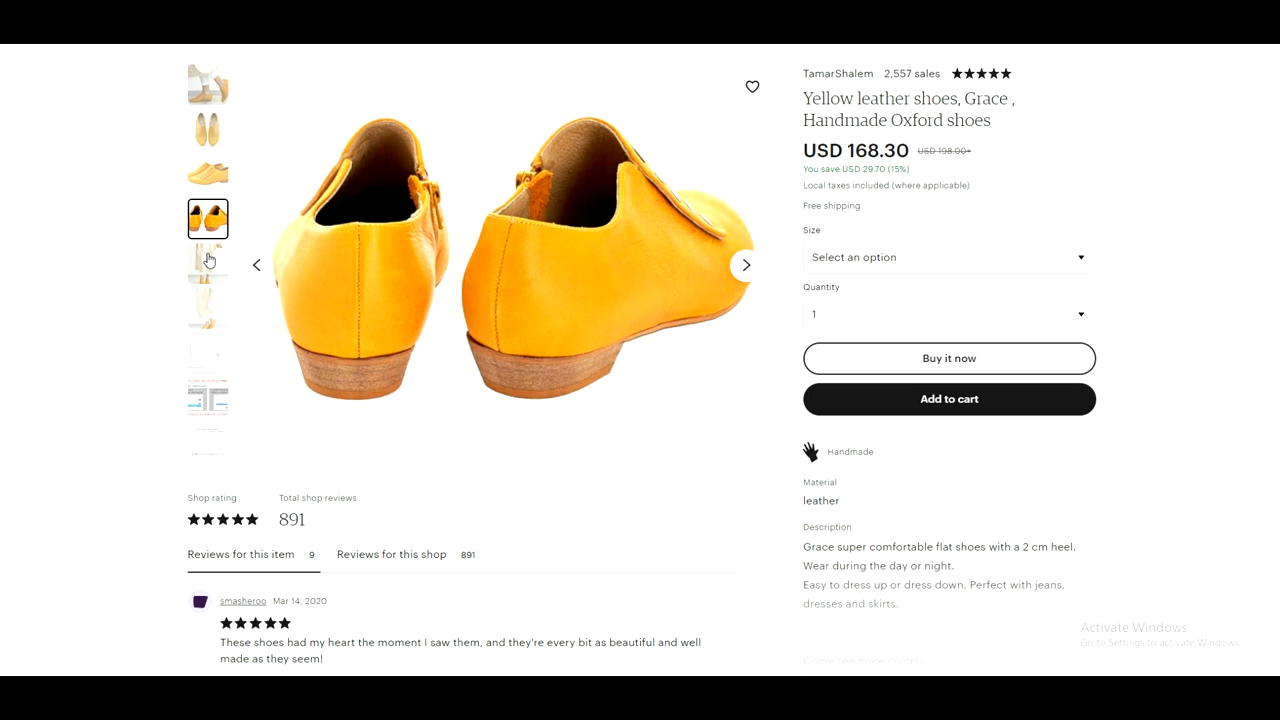 TamarShalem 2,557 sales
Yellow leather shoes, Grace ,
Handmade Oxford shoes
USD 168.30 USD 198.00+
You save USD 29.70 (15%)
Local taxes included (where applicable)
Free shipping
Size
Select an option
Quantity
1
Buy it now
Add to cart
Handmade
Material
leather
Description
Grace super comfortable flat shoes with a 2 cm heel.
Wear during the day or night.
Easy to dress up or dress down. Perfect with jeans,
dresses and skirts.
Come see more colors:
Shop rating Total shop reviews
891
Reviews for this item 9 Reviews for this shop 891
smasheroo Mar 14, 2020
These shoes had my heart the moment I saw them, and they're every bit as beautiful and well
made as they seem!
Activate Windows
Go to Settings to activate Windows.